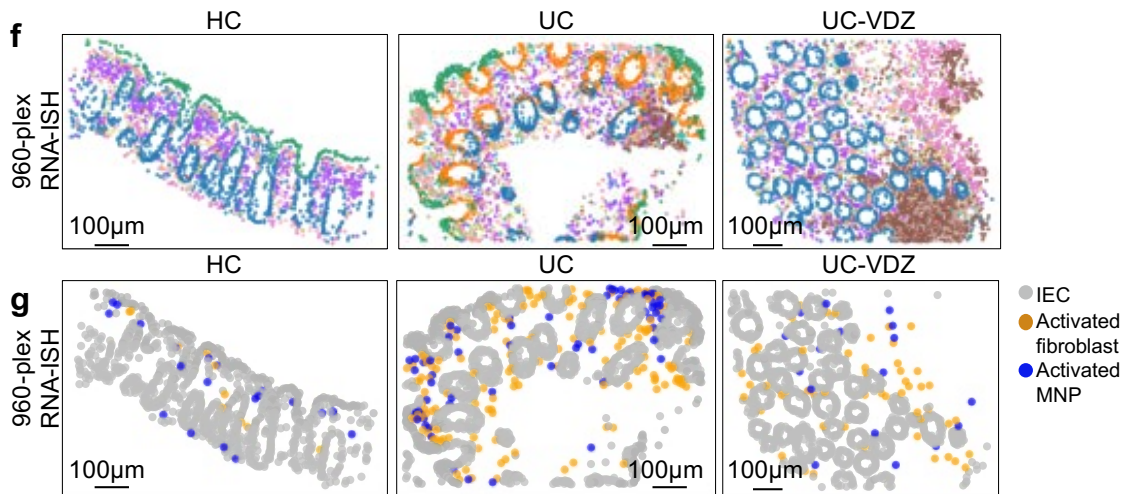 f
HC
UC
UC-VDZ
960-plex
RNA-ISH
100μm
100μm
100μm
g
HC
UC
UC-VDZ
960-plex
RNA-ISH
100μm
100μm
100μm
IEC
Activated
fibroblast
Activated
MNP